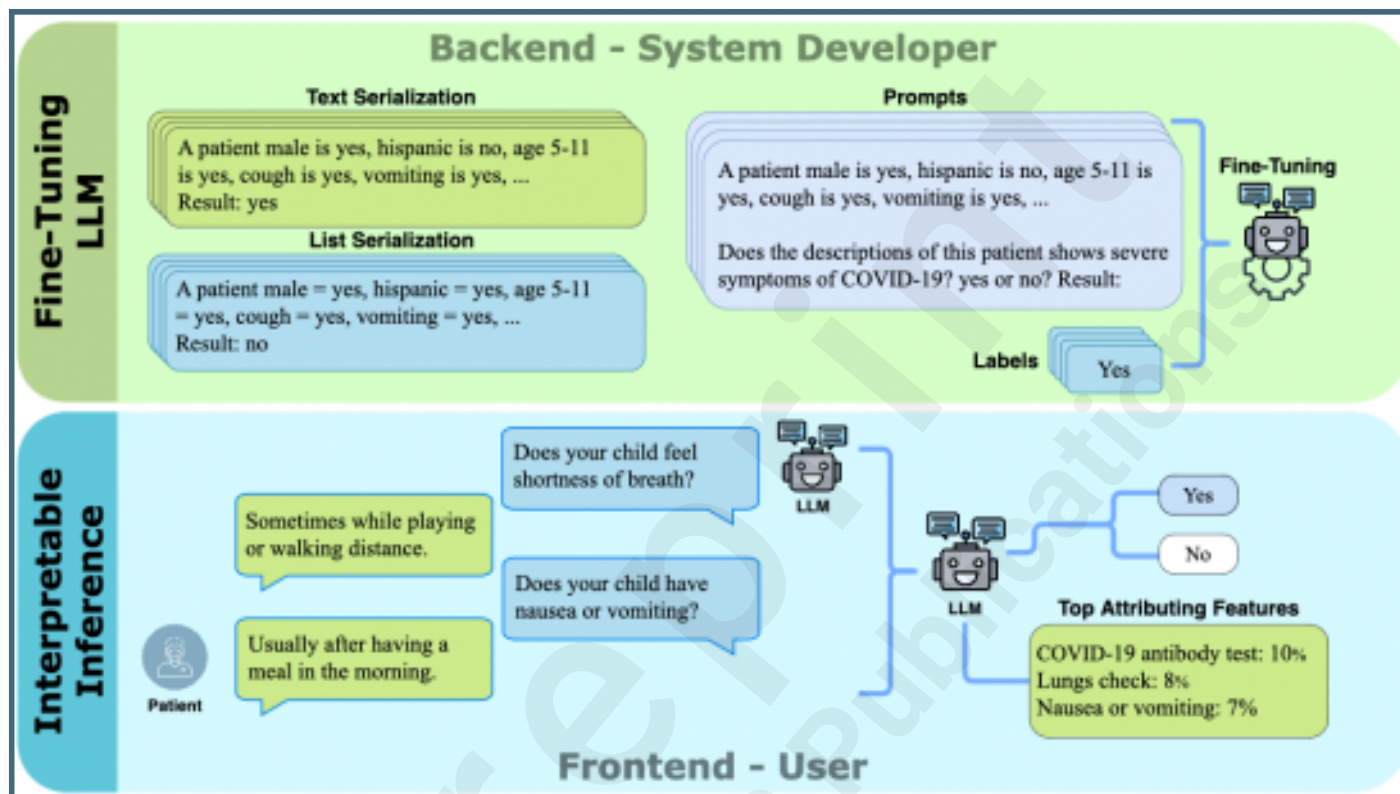 Backend - System Developer
Fine-Tuning
LLM
Text Serialization
A patient male is yes, hispanic is no, age 5-11
is yes, cough is yes, vomiting is yes, ...
Result: yes
List Serialization
A patient male = yes, hispanic = yes, age 5-11
= yes, cough = yes, vomiting = yes, ...
Result: no
Prompts
A patient male is yes, hispanic is no, age 5-11 is
yes, cough is yes, vomiting is yes, ...
Does the descriptions of this patient shows severe
symptoms of COVID-19? yes or no? Result:
Labels
Yes
Fine-Tuning
Interpretable
Inference
Does your child feel
shortness of breath?
Sometimes while playing
or walking distance.
Does your child have
nausea or vomiting?
Usually after having a
meal in the morning.
Patient
LLM
LLM
Yes
No
Top Attributing Features
COVID-19 antibody test: 10%
Lungs check: 8%
Nausea or vomiting: 7%
Frontend - User
eprint
Publications